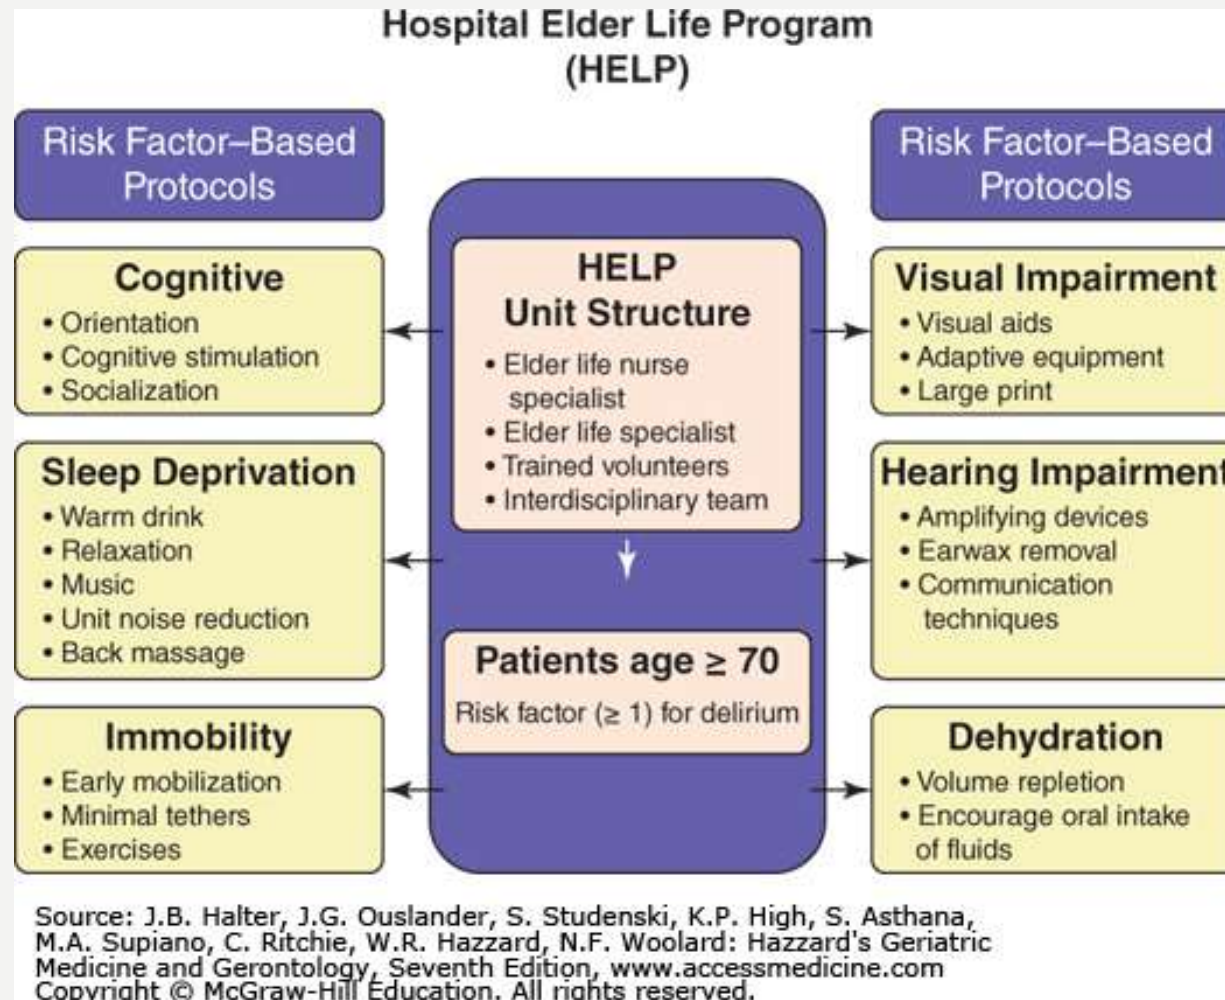 Hospital Elder Life Program
(HELP)
Risk Factor–Based
Protocols
Cognitive
• Orientation
• Cognitive stimulation
• Socialization
Sleep Deprivation
• Warm drink
• Relaxation
• Music
• Unit noise reduction
• Back massage
Immobility
• Early mobilization
• Minimal tethers
• Exercises
HELP
Unit Structure
• Elder life nurse
specialist
• Elder life specialist
• Trained volunteers
• Interdisciplinary team
Patients age ≥ 70
Risk factor (≥ 1) for delirium
Risk Factor–Based
Protocols
Visual Impairment
• Visual aids
• Adaptive equipment
• Large print
Hearing Impairment
• Amplifying devices
• Earwax removal
• Communication
techniques
Dehydration
• Volume repletion
• Encourage oral intake
of fluids
Source: J.B. Halter, J.G. Ouslander, S. Studenski, K.P. High, S. Asthana,
M.A. Supiano, C. Ritchie, W.R. Hazzard, N.F. Woolard: Hazzard's Geriatric
Medicine and Gerontology, Seventh Edition, www.accessmedicine.com
Copyright © McGraw-Hill Education. All rights reserved.